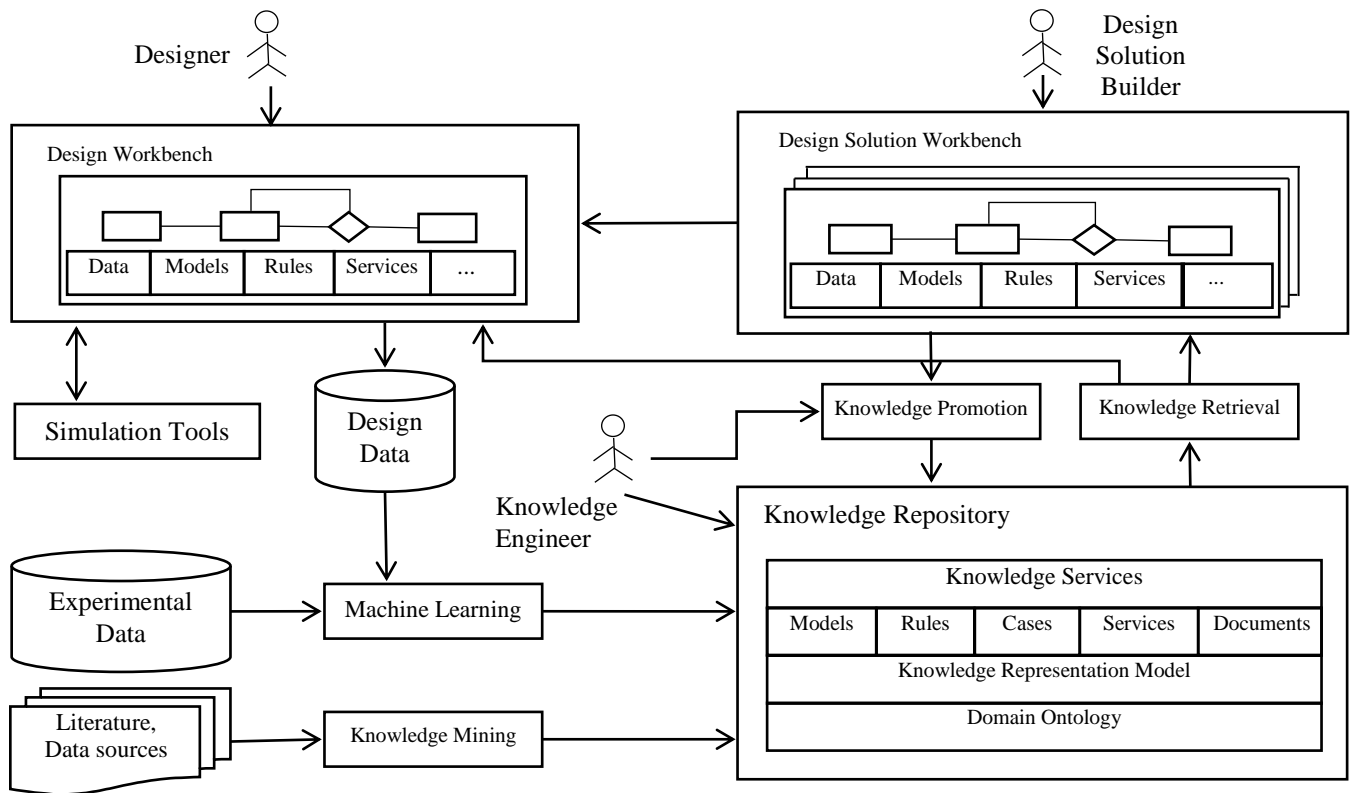 Designer
Design
Solution
Builder
Design Workbench
Data Models Rules Services ...
Design Solution Workbench
Data Models Rules Services ...
Simulation Tools
Design
Data
Knowledge Promotion
Knowledge Retrieval
Knowledge
Engineer
Knowledge Repository
Knowledge Services
Models Rules Cases Services Documents
Knowledge Representation Model
Domain Ontology
Experimental
Data
Machine Learning
Literature,
Data sources
Knowledge Mining